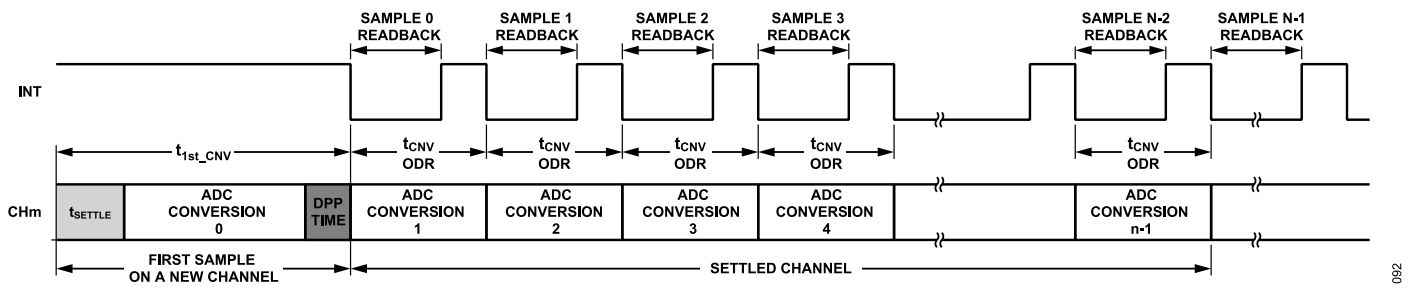 SAMPLE 0
READBACK
SAMPLE 1
READBACK
SAMPLE 2
READBACK
SAMPLE 3
READBACK
SAMPLE N-2
READBACK
SAMPLE N-1
READBACK
INT
t1st_CNV
tCNV
ODR
tCNV
ODR
tCNV
ODR
tCNV
ODR
tCNV
ODR
CHm
tSETTLE
ADC
CONVERSION
0
DPP
TIME
ADC
CONVERSION
1
ADC
CONVERSION
2
ADC
CONVERSION
3
ADC
CONVERSION
4
ADC
CONVERSION
n-1
FIRST SAMPLE
ON A NEW CHANNEL
SETTLED CHANNEL
092